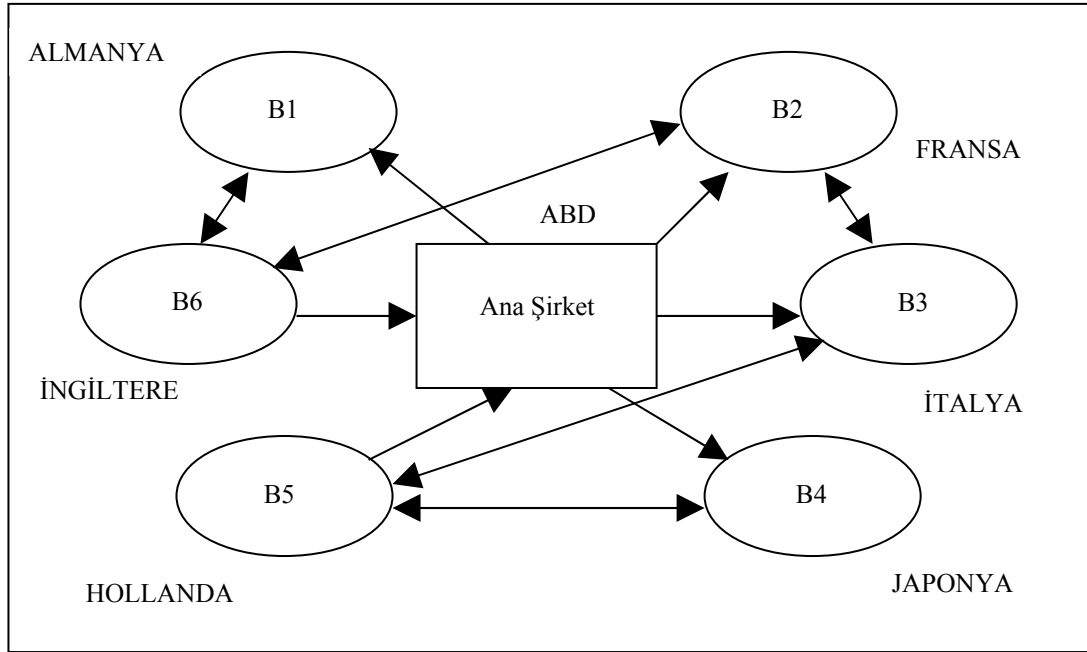 ALMANYA
B1
B2
FRANSA
ABD
B6
Ana Şirket
B3
İNGİLTERE
İTALYA
B5
B4
HOLLANDA
JAPONYA